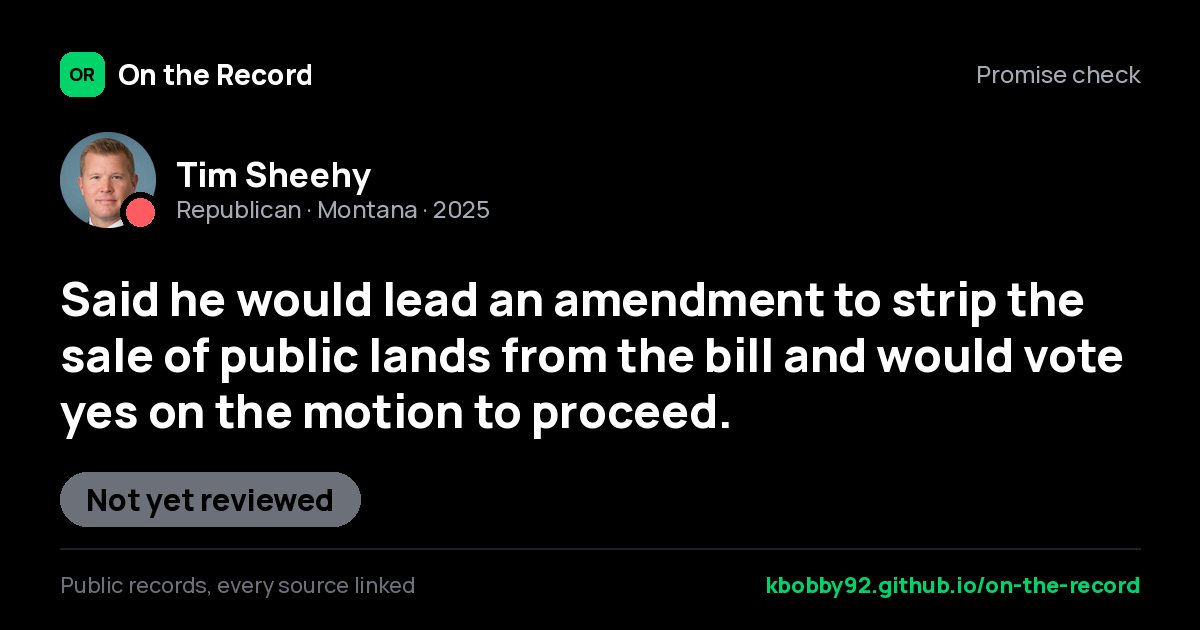 OR On the Record
Promise check
Tim Sheehy
Republican · Montana · 2025
Said he would lead an amendment to strip the
sale of public lands from the bill and would vote
yes on the motion to proceed.
Not yet reviewed
Public records, every source linked
kbobby92.github.io/on-the-record